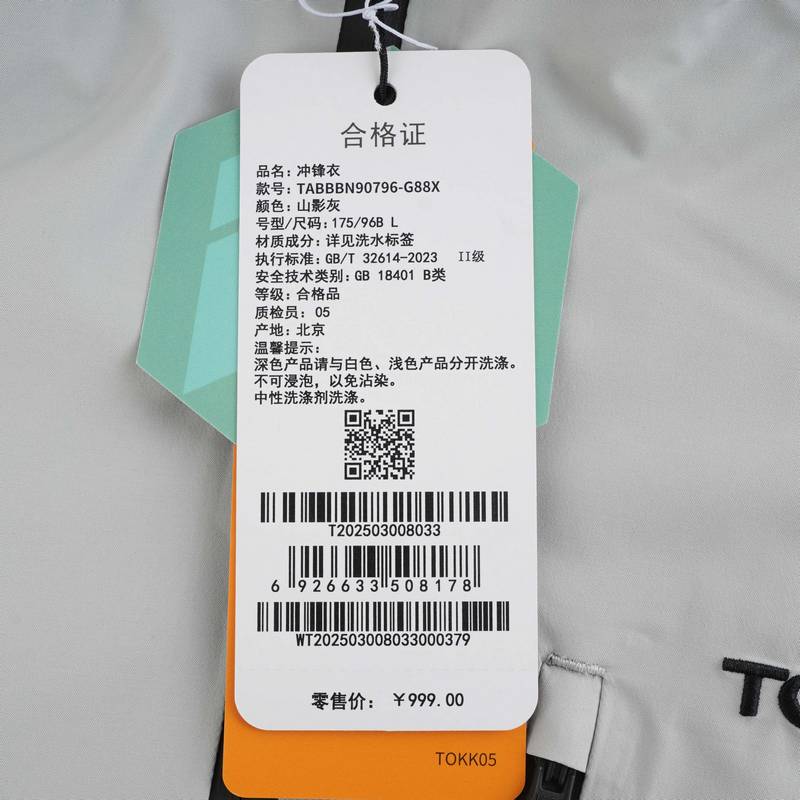 合格证
品名: 冲锋衣
款号: TABBBN90796-G88X
颜色: 山影灰
号型/尺码: 175/96B L
材质成分: 详见洗水标签
执行标准: GB/T 32614-2023 II级
安全技术类别: GB 18401 B类
等级: 合格品
质检员: 05
产地: 北京
温馨提示:
深色产品请与白色、浅色产品分开洗涤。
不可浸泡，以免沾染。
中性洗涤剂洗涤。
T202503008033
6 926633 508178
WT202503008033000379
零售价: ￥999.00
TOKK05